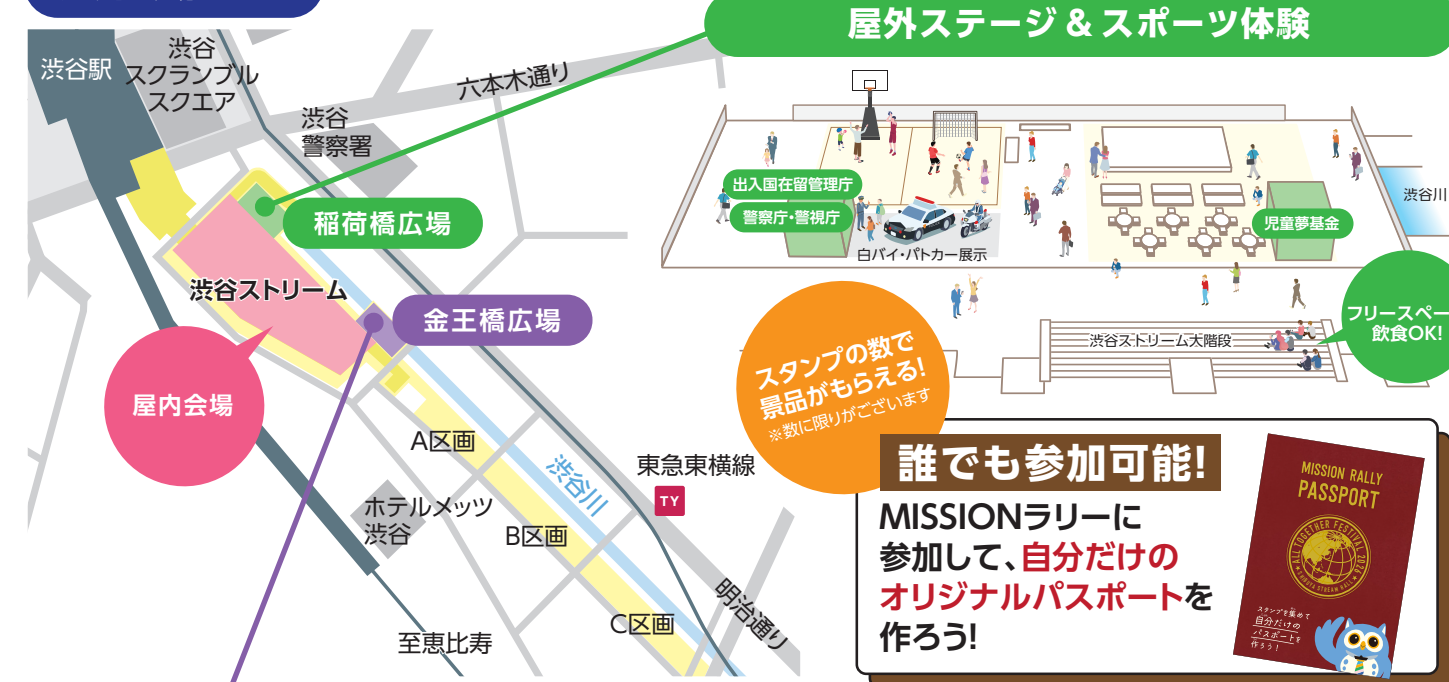 屋外ステージ & スポーツ体験
渋谷駅
渋谷
スクランブル
スクエア
六本木通り
渋谷
警察署
稲荷橋広場
渋谷ストリーム
金王橋広場
屋内会場
A区画
渋谷川
東急東横線
TY
ホテルメッツ
渋谷
B区画
C区画
明治通り
至恵比寿
出入国在留管理庁
警察庁・警視庁
白バイ・パトカー展示
児童夢基金
渋谷川
渋谷ストリーム大階段
フリースペー
飲食OK!
スタンプの数で
景品がもらえる!
※数に限りがございます
誰でも参加可能!
MISSIONラリーに
参加して、自分だけの
オリジナルパスポートを
作ろう!
MISSION RALLY
PASSPORT
ALL TOGETHER FESTIVAL 2026
SHIBUYA STREAM HALL
スタンプを集めて
自分だけの
パスポートを
作ろう!